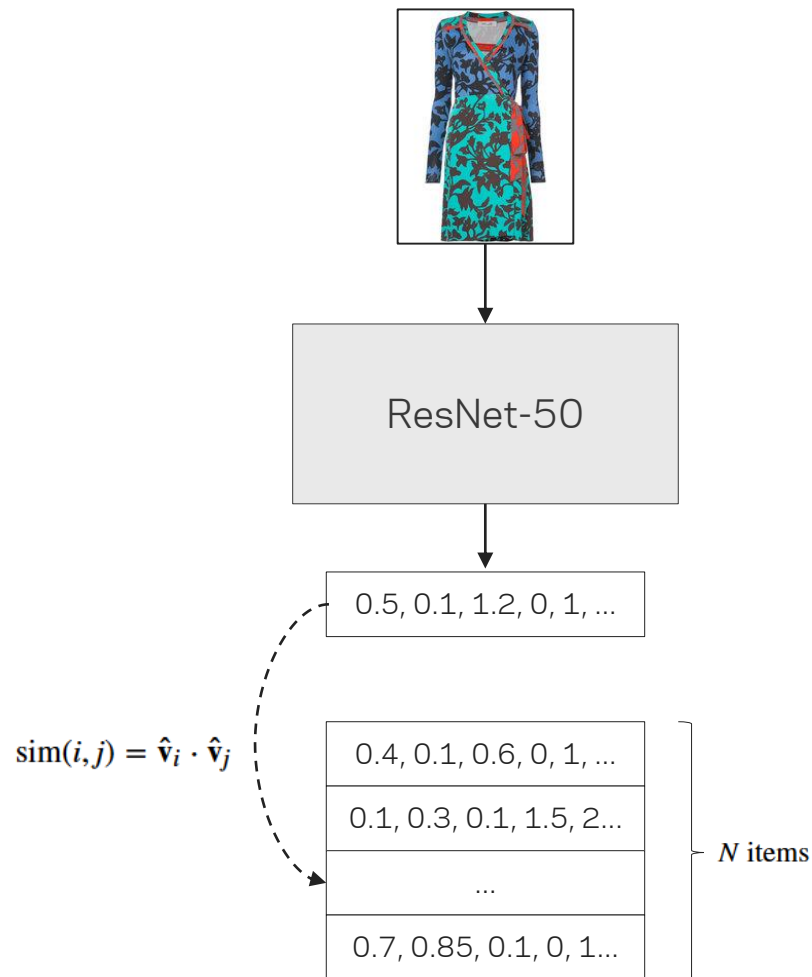 ResNet-50
0.5, 0.1, 1.2, 0, 1, ...
sim(i, j) = v̂ᵢ · v̂ⱼ
0.4, 0.1, 0.6, 0, 1, ...
0.1, 0.3, 0.1, 1.5, 2...
...
N items
0.7, 0.85, 0.1, 0, 1...